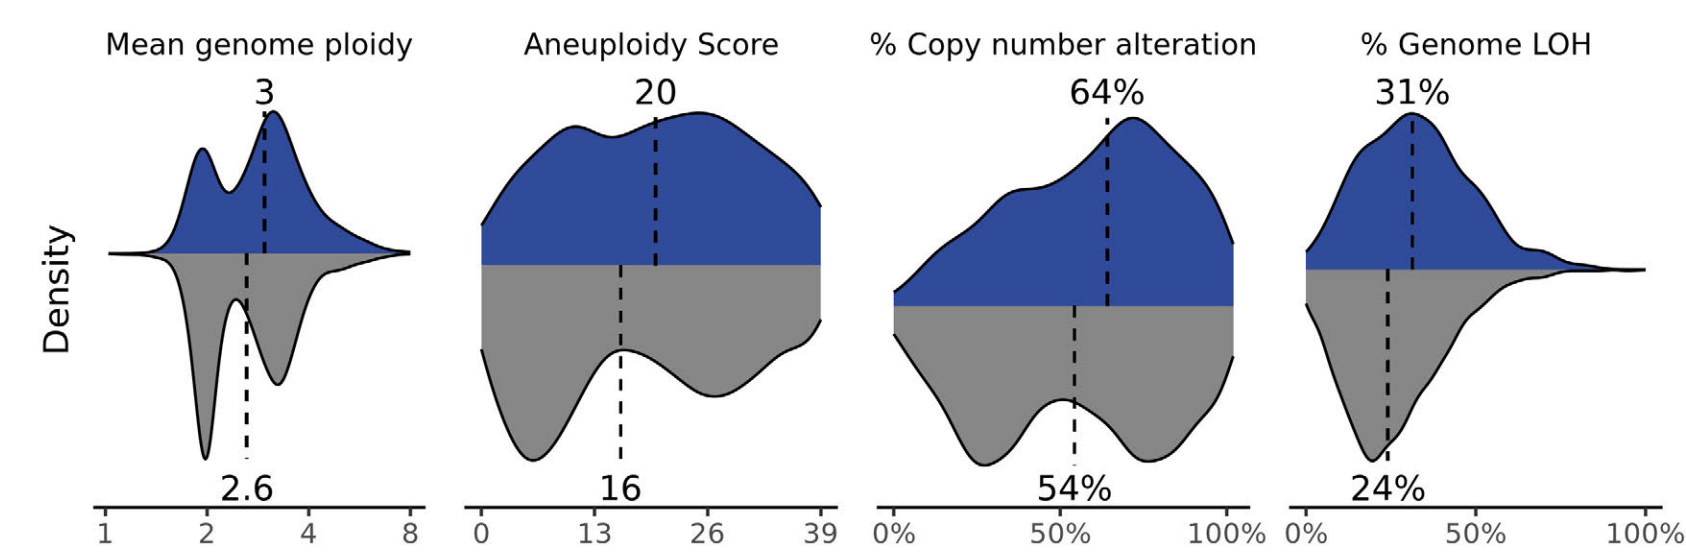 Mean genome ploidy
Aneuploidy Score
% Copy number alteration
% Genome LOH
3
20
64%
31%
Density
2.6
16
54%
24%
1 2 4 8
0 13 26 39
0% 50% 100%
0% 50% 100%